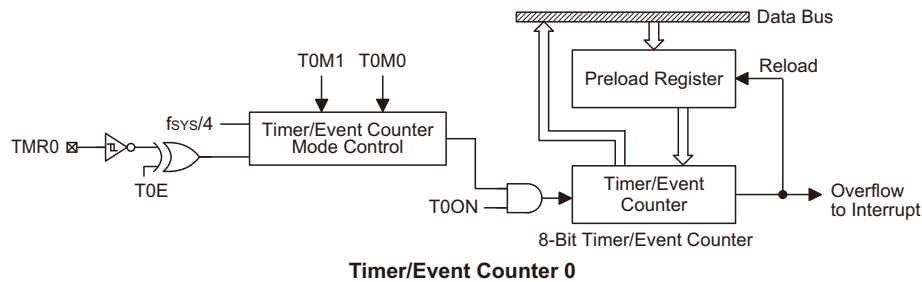 Data Bus
T0M1
T0M0
Preload Register
Reload
fSYS/4
Timer/Event Counter
Mode Control
TMR0
T0E
T0ON
Timer/Event
Counter
Overflow
to Interrupt
8-Bit Timer/Event Counter
Timer/Event Counter 0